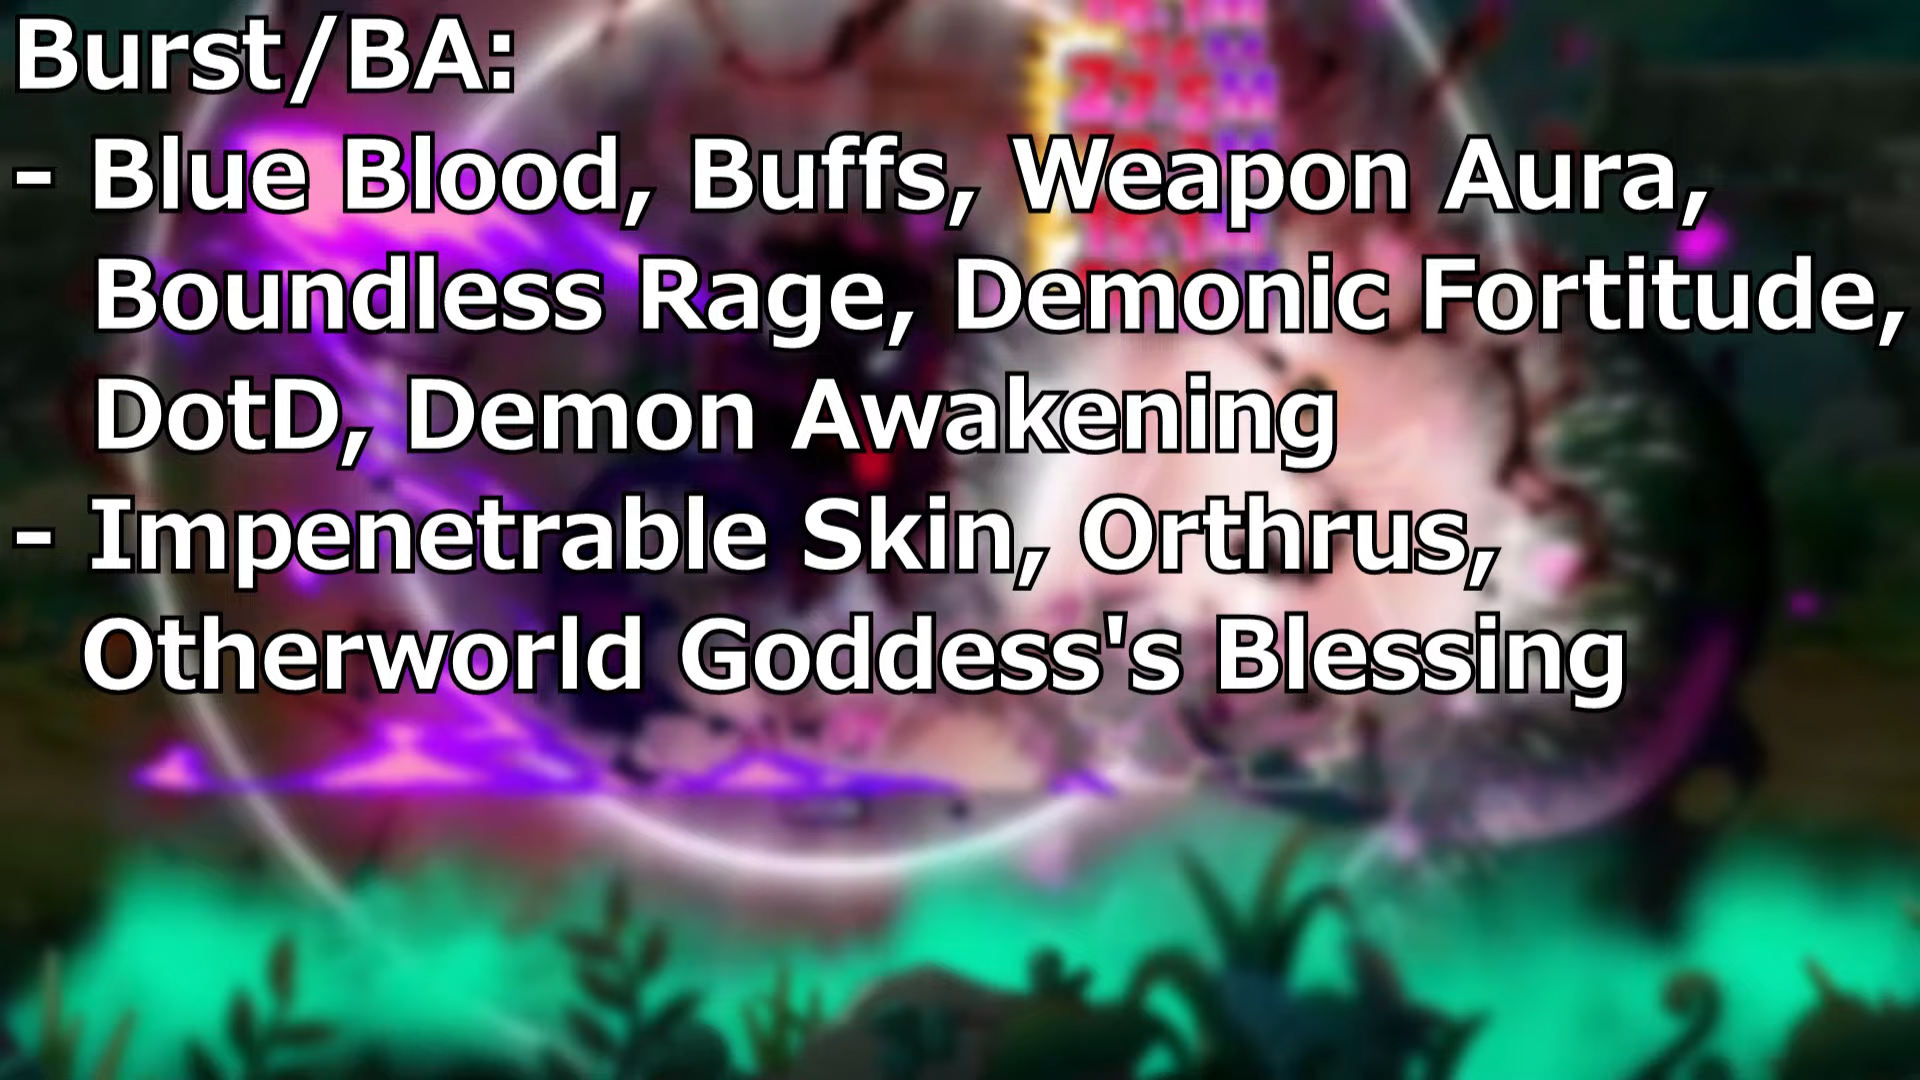 Burst/BA:
- Blue Blood, Buffs, Weapon Aura,
Boundless Rage, Demonic Fortitude,
DotD, Demon Awakening
- Impenetrable Skin, Orthrus,
Otherworld Goddess's Blessing